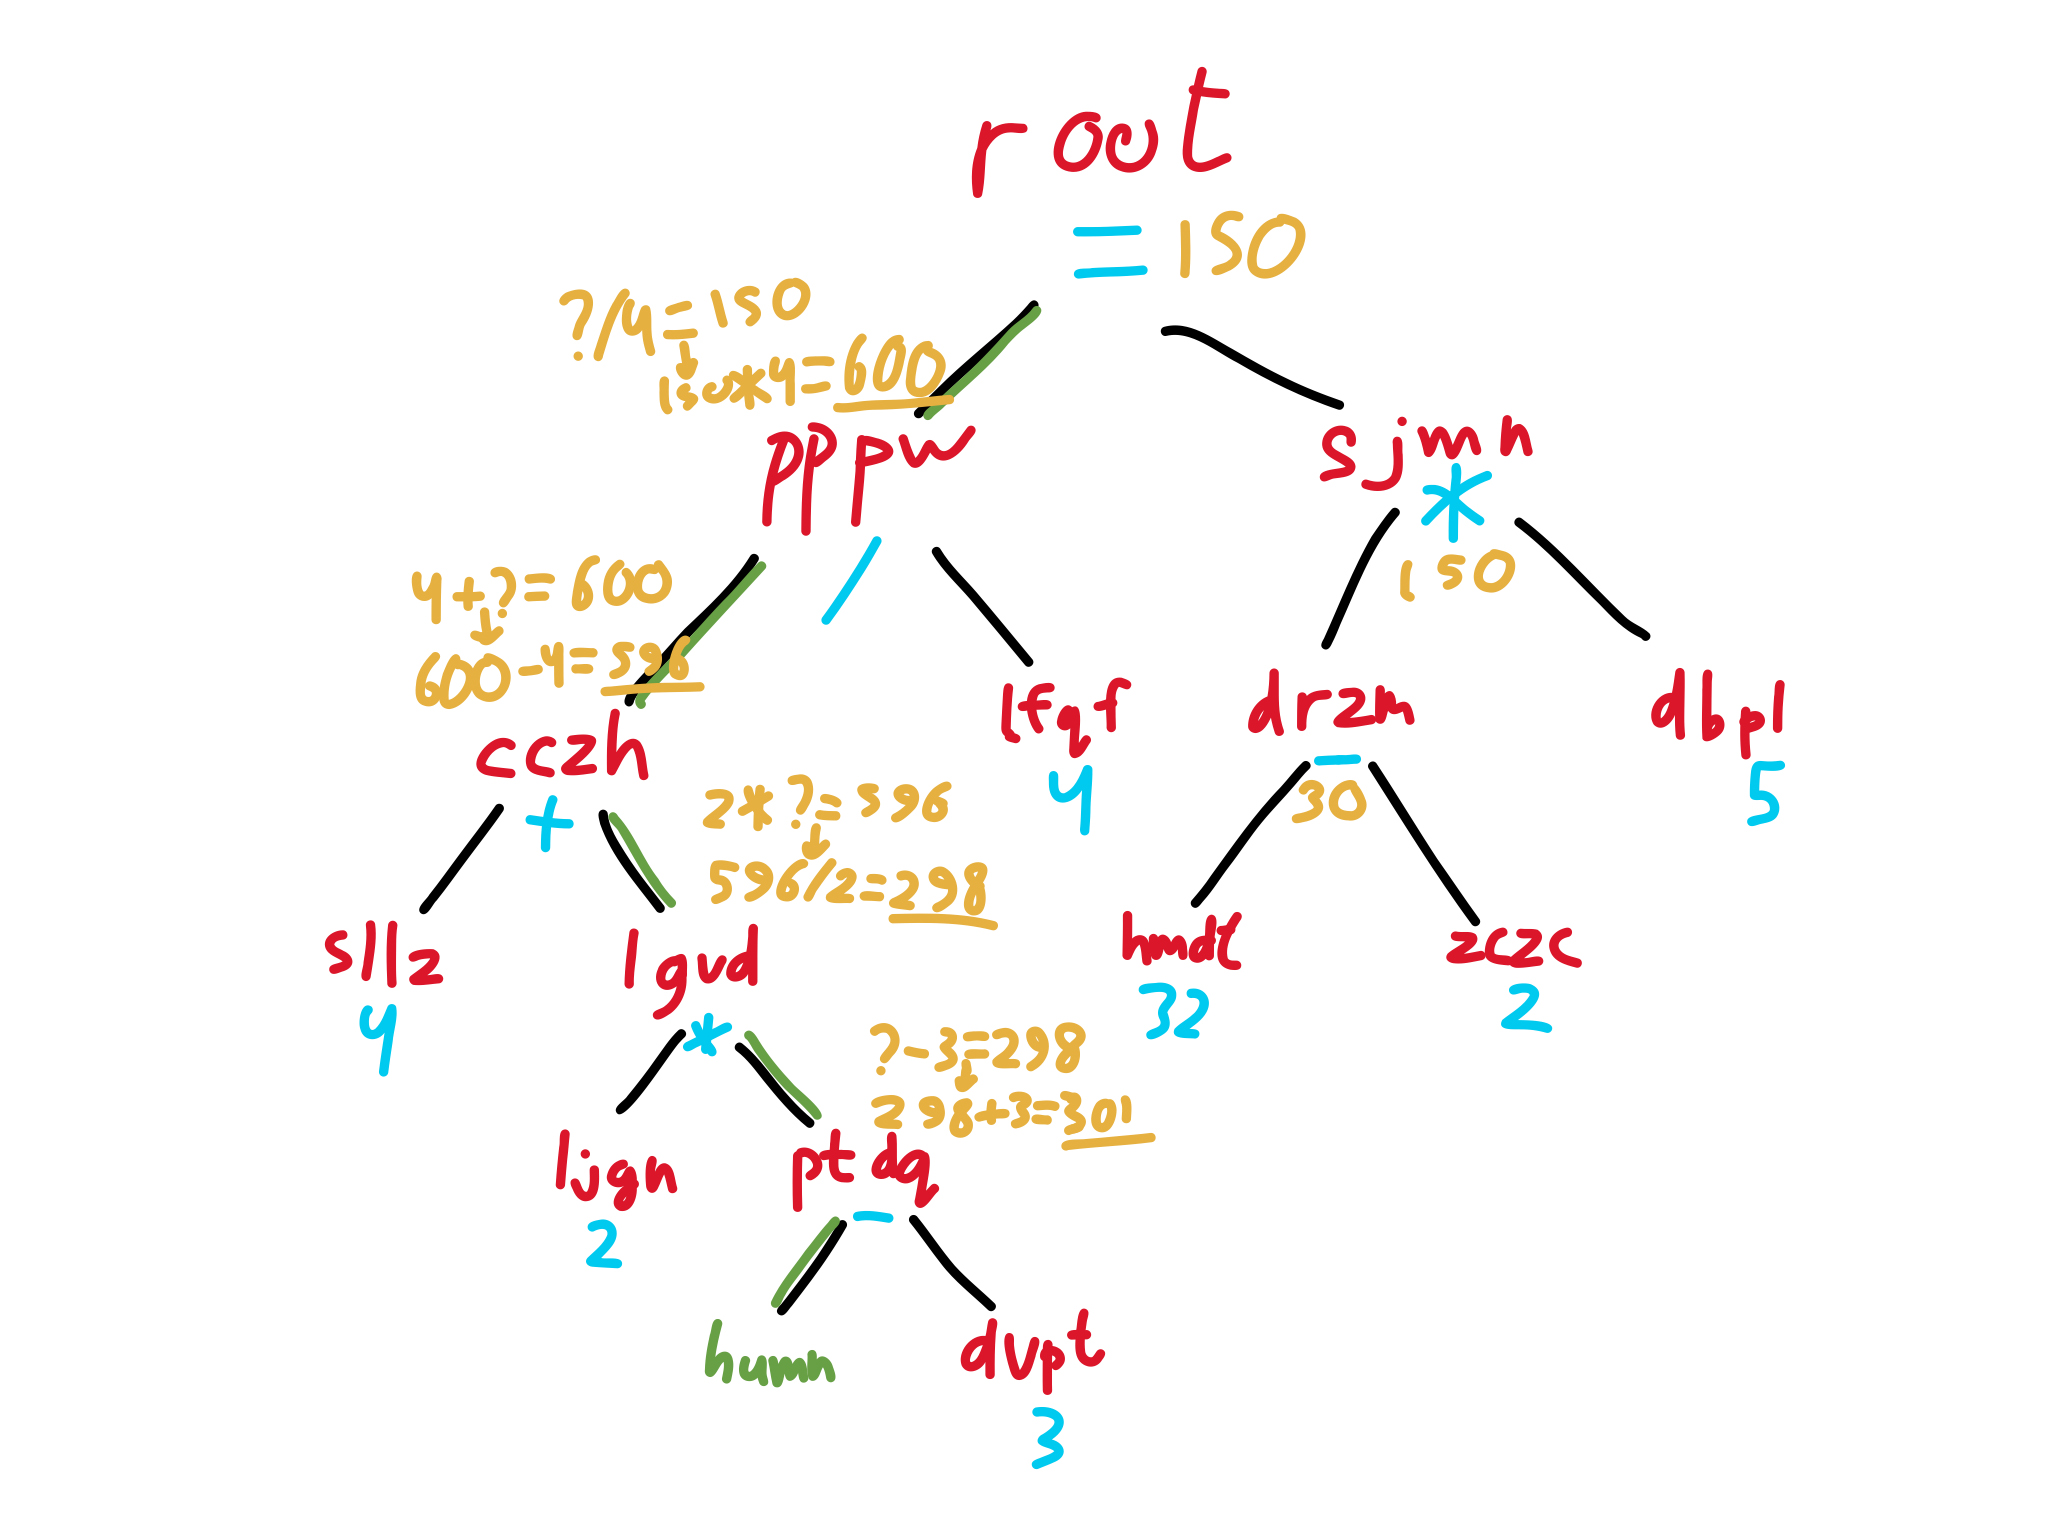 root
= 150
?/4 = 150
150*4 = 600
pppw
/
sjmn
*
150
4+? = 600
600-4 = 596
cczh
+
lfqf
4
drzm
-
30
dbpl
5
2*? = 596
596/2 = 298
sllz
4
lgvd
*
hmdt
32
zczc
2
?-3=298
298+3=301
ljgn
2
ptdq
-
humn
dvpt
3